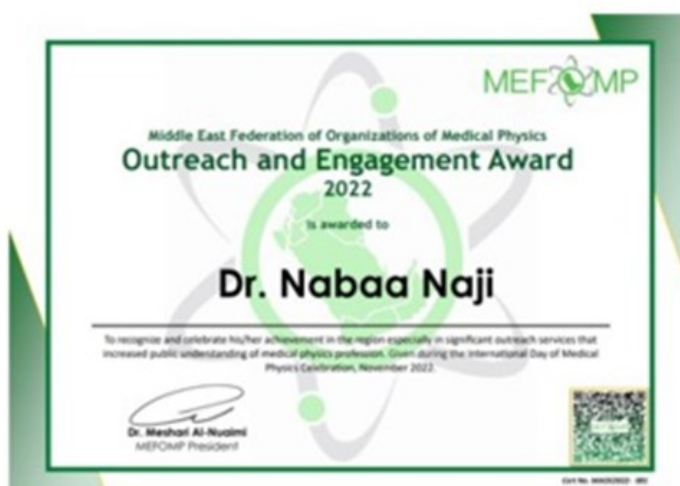 MEFOMP
Middle East Federation of Organizations of Medical Physics
Outreach and Engagement Award
2022
is awarded to
Dr. Nabaa Naji
To recognize and celebrate his/her achievement in the region especially in significant outreach services that
increased public understanding of medical physics profession. Given during the International Day of Medical
Physics Celebration, November 2022.
Dr. Meshari Al-Nuaimi
MEFOMP President
Cert No.